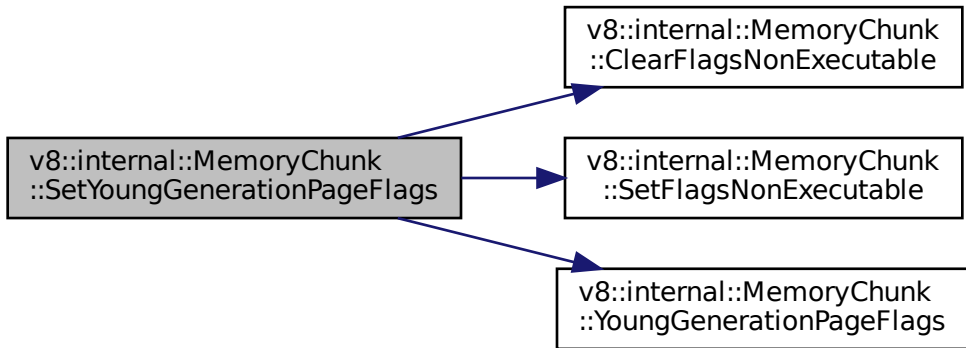 v8::internal::MemoryChunk
::ClearFlagsNonExecutable
v8::internal::MemoryChunk
::SetYoungGenerationPageFlags
v8::internal::MemoryChunk
::SetFlagsNonExecutable
v8::internal::MemoryChunk
::YoungGenerationPageFlags